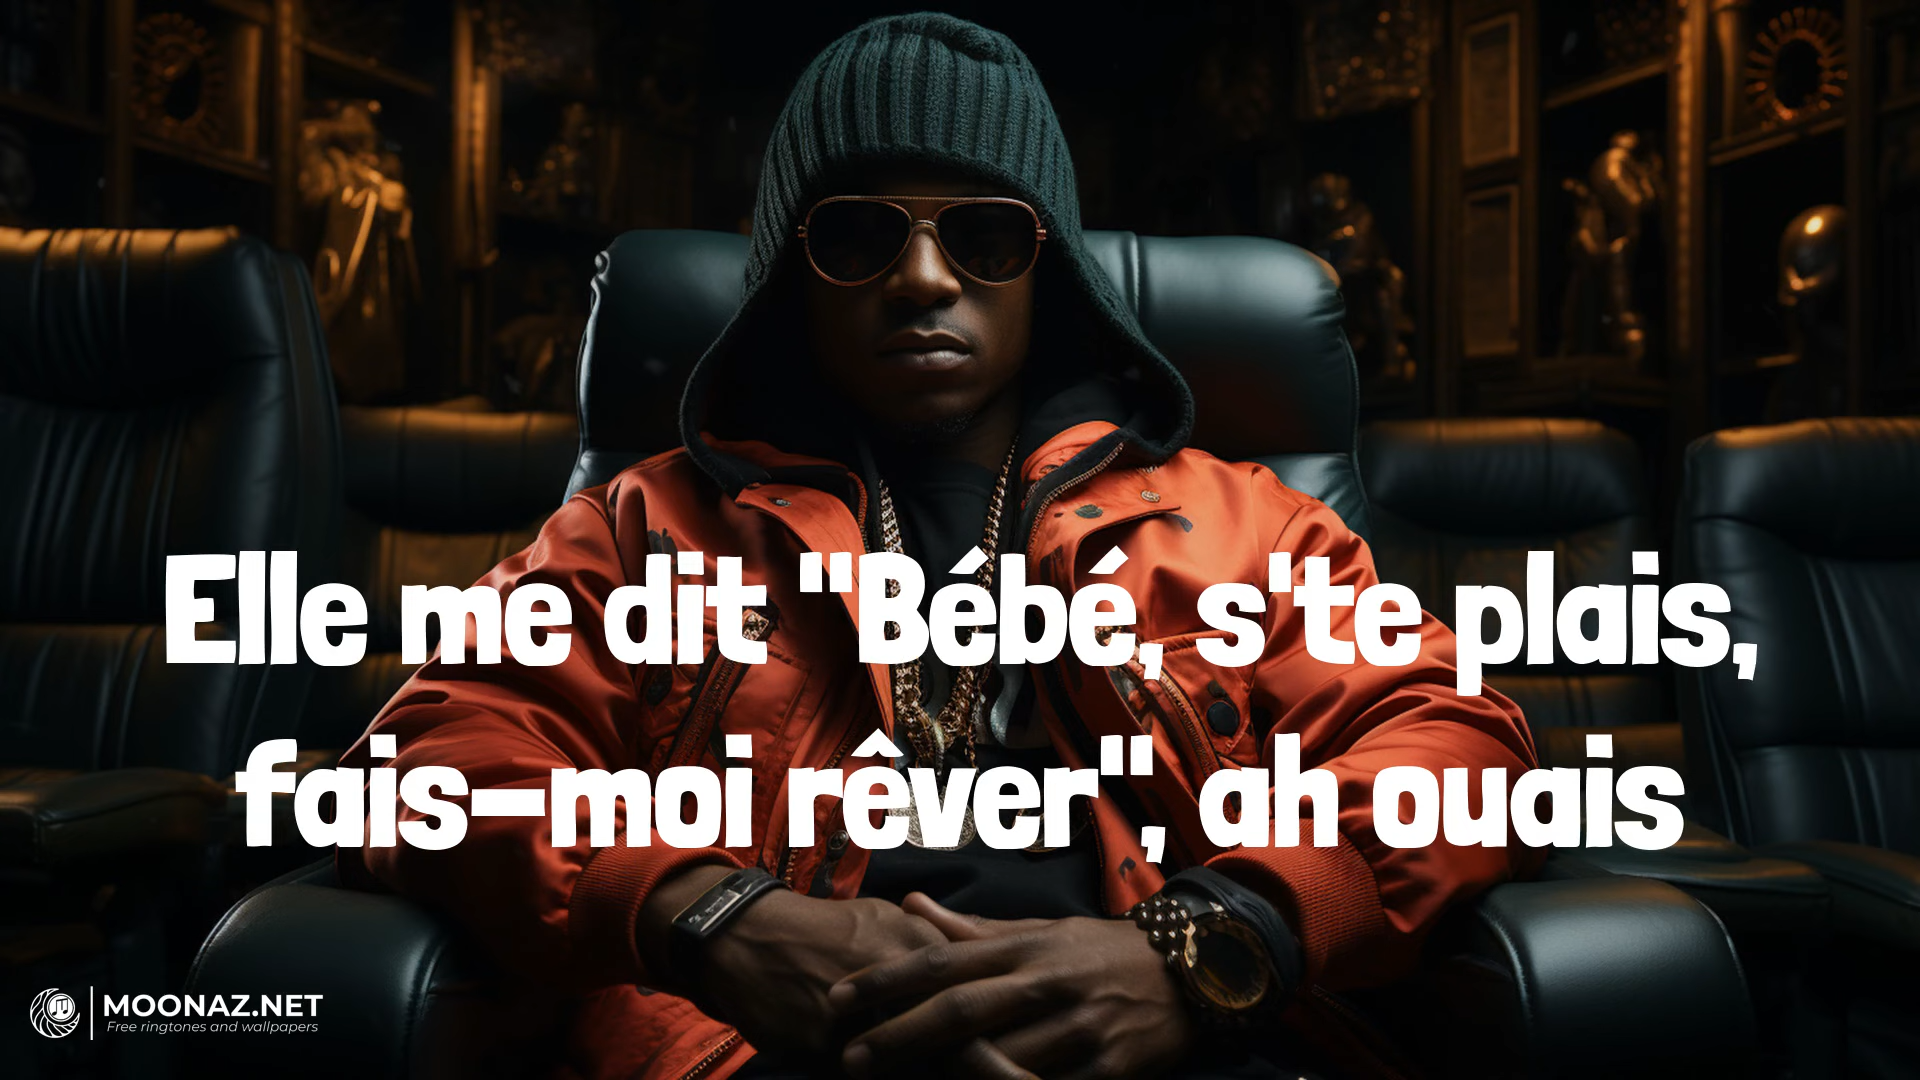 Elle me dit "Bébé, s'te plais,
fais-moi rêver", ah ouais
MOONAZ.NET
Free ringtones and wallpapers